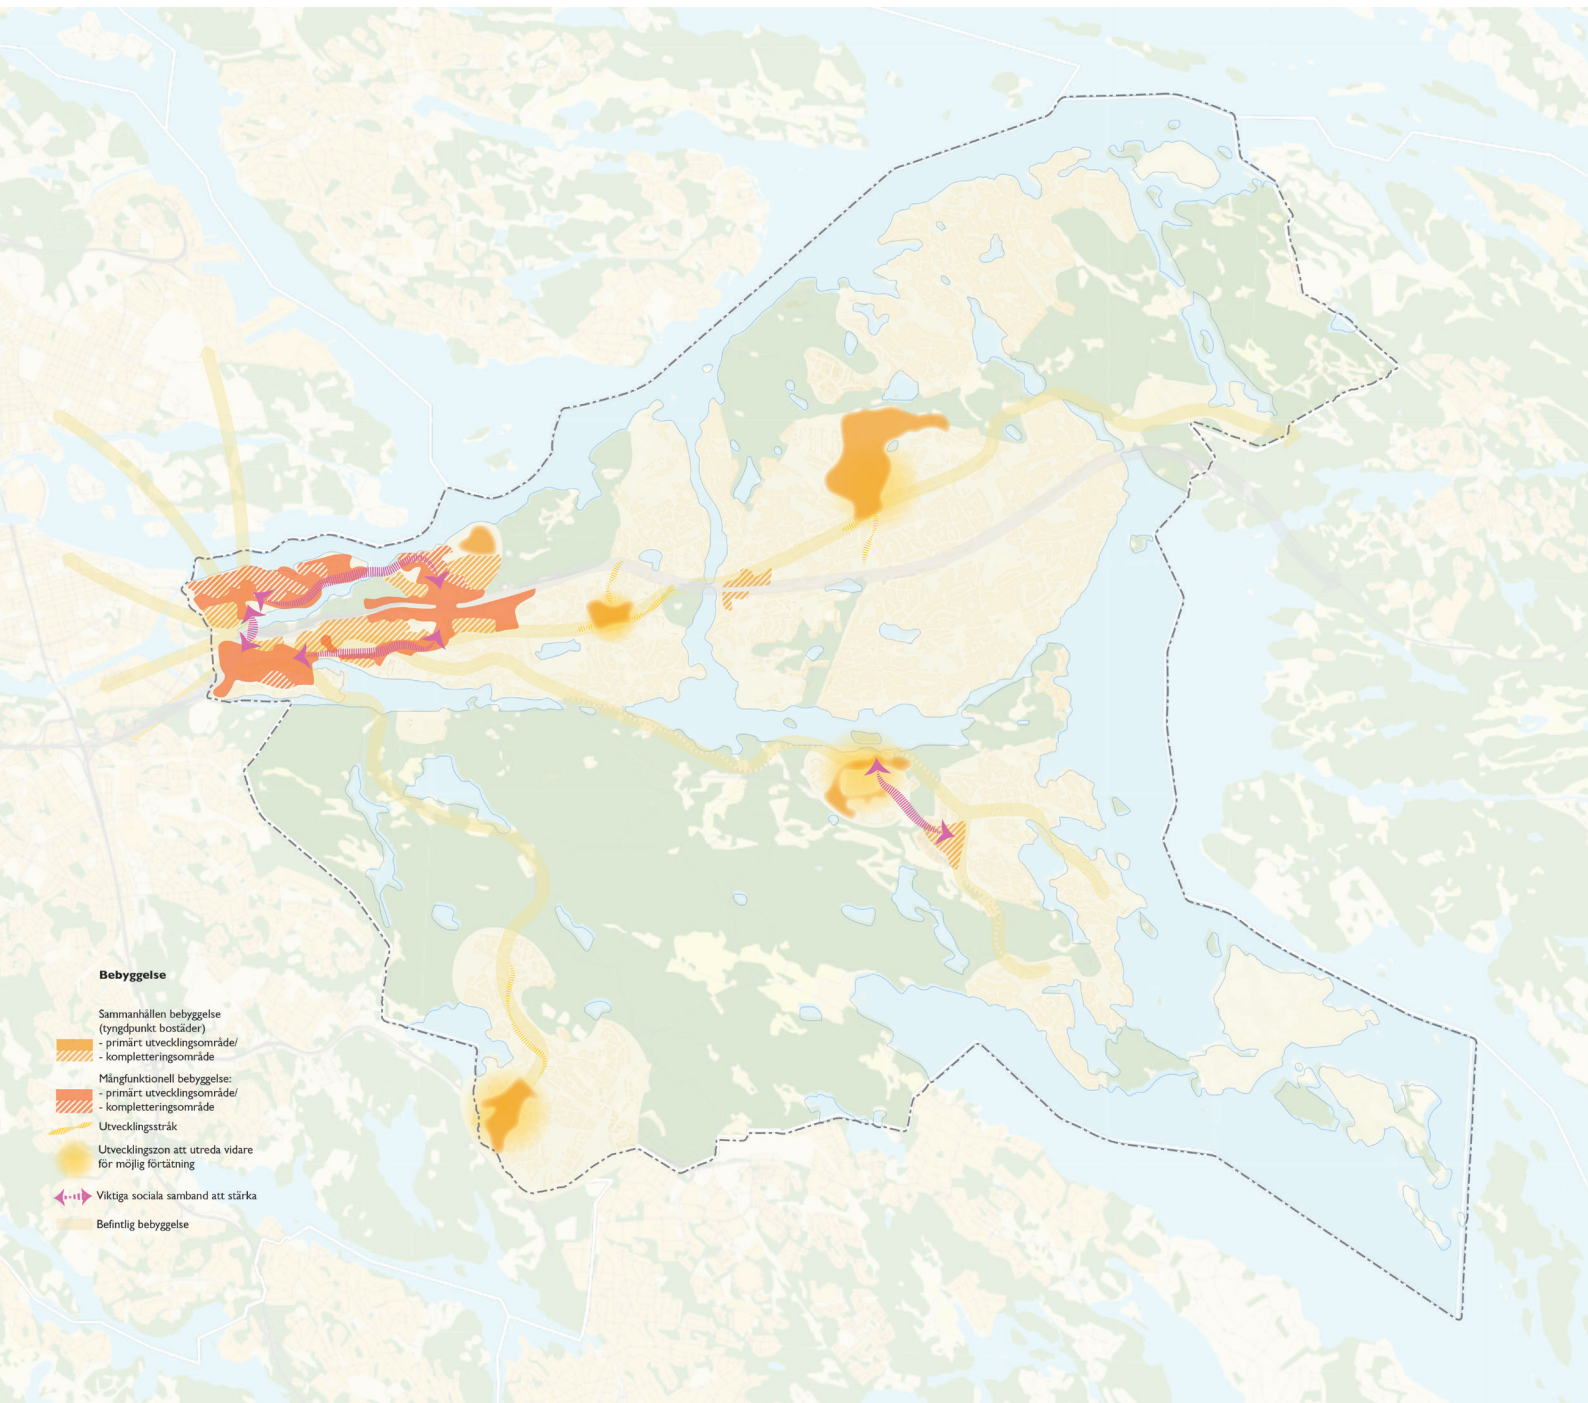 Bebyggelse
Sammanhållen bebyggelse
(tyngdpunkt bostäder)
- primärt utvecklingsområde/
- kompletteringsområde
Mångfunktionell bebyggelse:
- primärt utvecklingsområde/
- kompletteringsområde
Utvecklingsstråk
Utvecklingszon att utreda vidare
för möjlig förtätning
Viktiga sociala samband att stärka
Befintlig bebyggelse